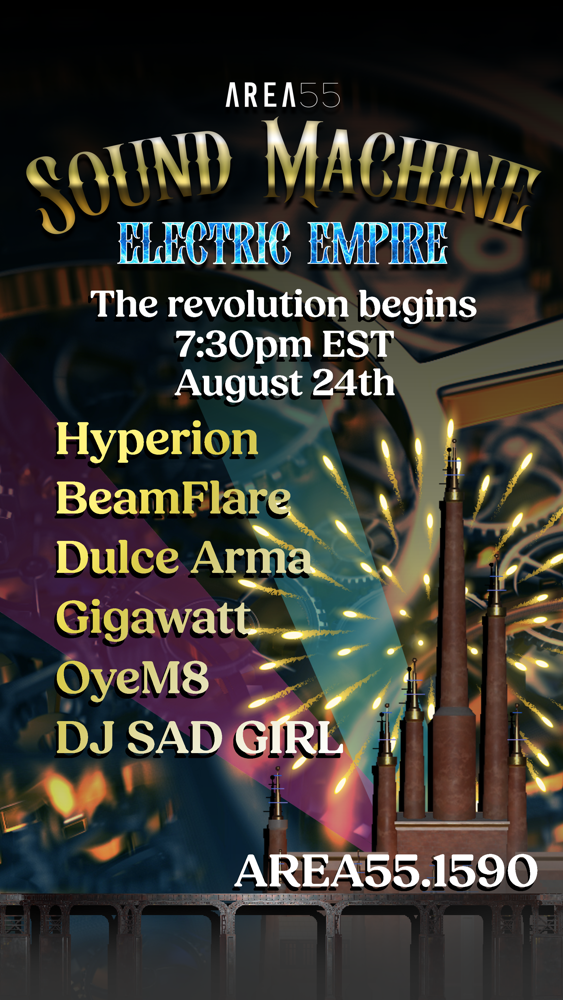 AREA55
SOUND MACHINE
ELECTRIC EMPIRE
The revolution begins
7:30pm EST
August 24th
Hyperion
BeamFlare
Dulce Arma
Gigawatt
OyeM8
DJ SAD GIRL
AREA55.1590